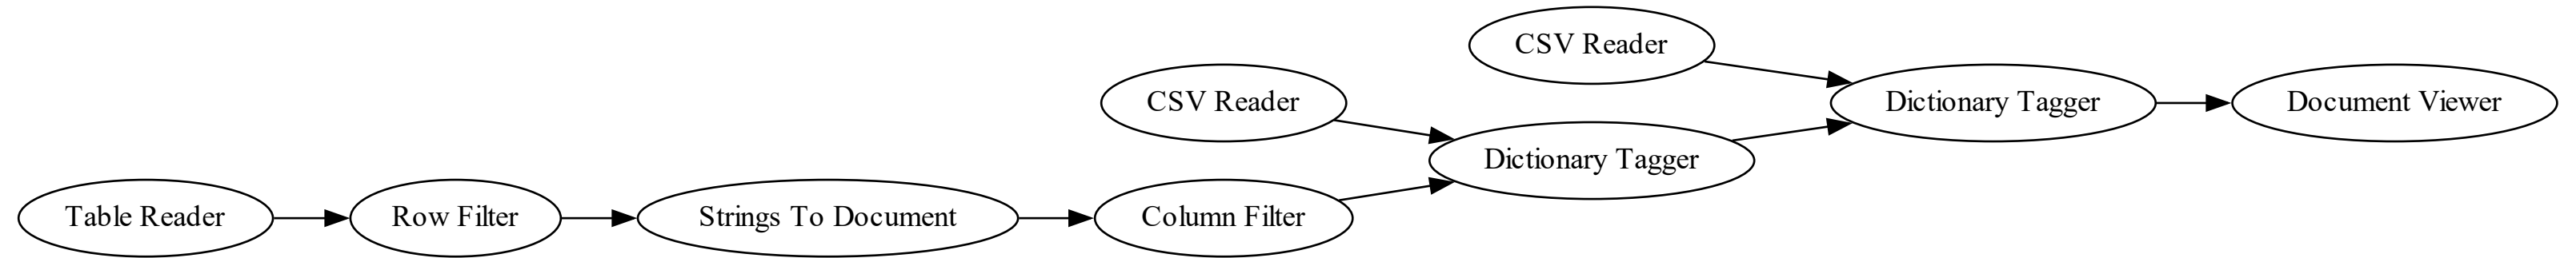 CSV Reader
CSV Reader
Dictionary Tagger
Document Viewer
Dictionary Tagger
Table Reader
Row Filter
Strings To Document
Column Filter